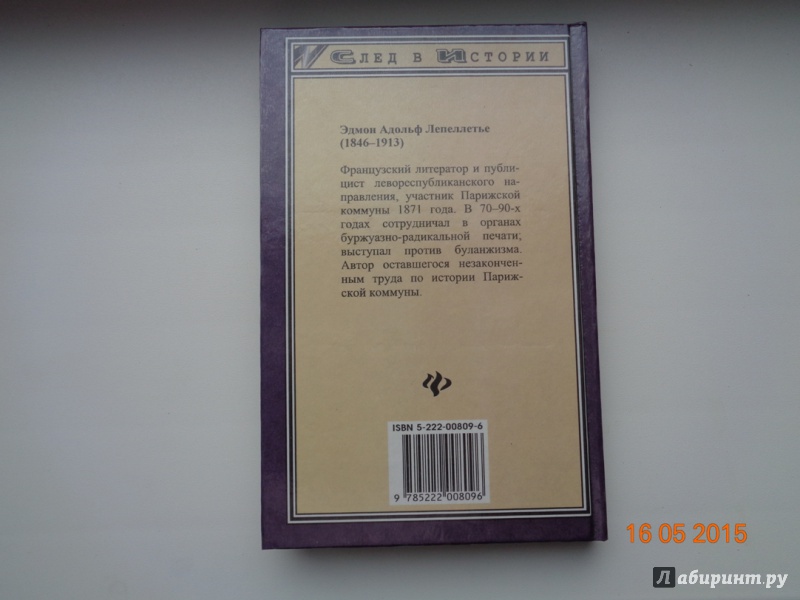 След в Истории
Эдмон Адольф Лепеллетье
(1846–1913)
Французский литератор и публи-
цист левореспубликанского на-
правления, участник Парижской
коммуны 1871 года. В 70–90-х
годах сотрудничал в органах
буржуазно-радикальной печати;
выступал против буланжизма.
Автор оставшегося незакончен-
ным труда по истории Париж-
ской коммуны.
ISBN 5-222-00809-6
9 785222 008096
16 05 2015
Лабиринт.ру